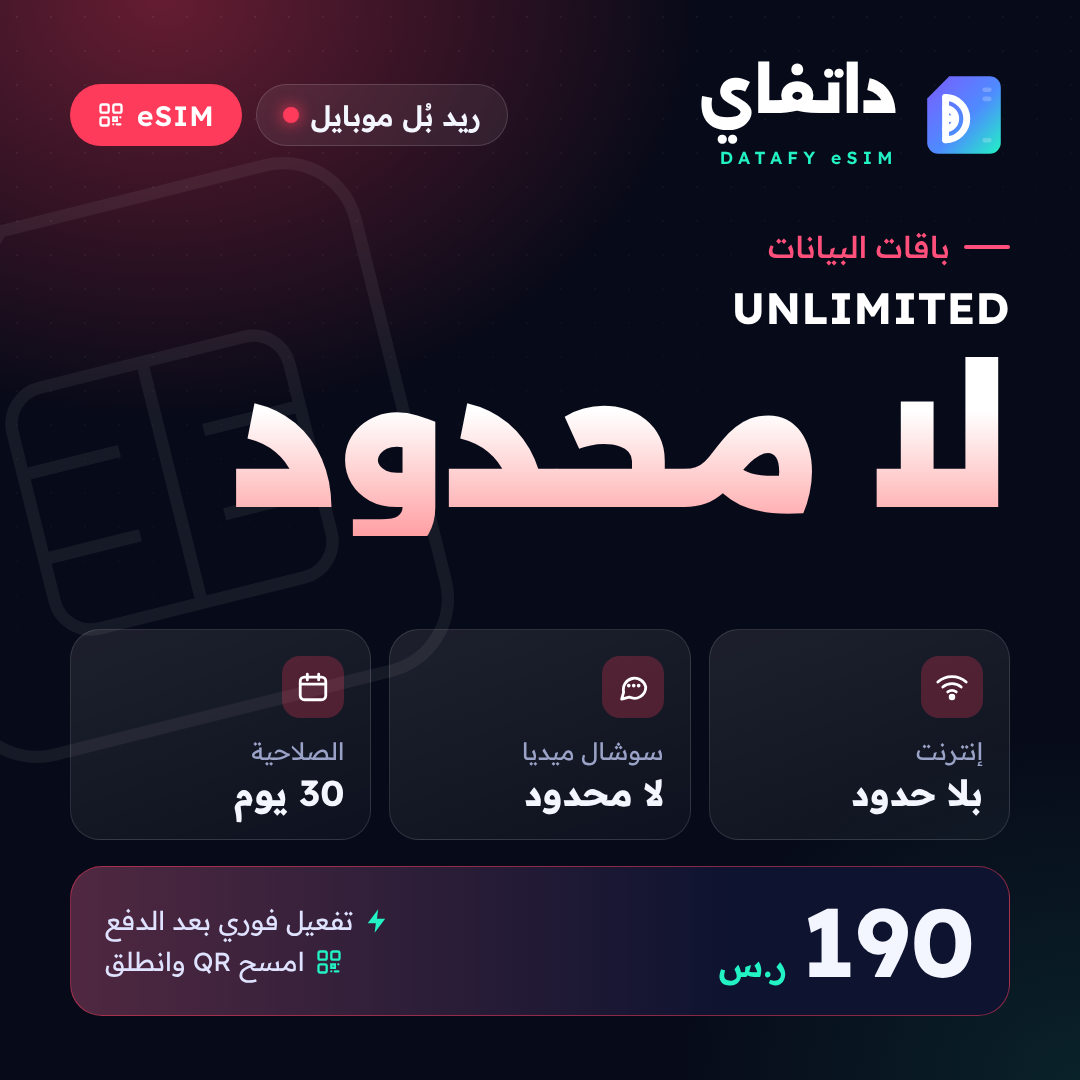 داتفاي
DATAFY eSIM
ريد بُل موبايل
eSIM
باقات البيانات
UNLIMITED
لا محدود
إنترنت
بلا حدود
سوشال ميديا
لا محدود
الصلاحية
30 يوم
190 ر.س
تفعيل فوري بعد الدفع
امسح QR وانطلق